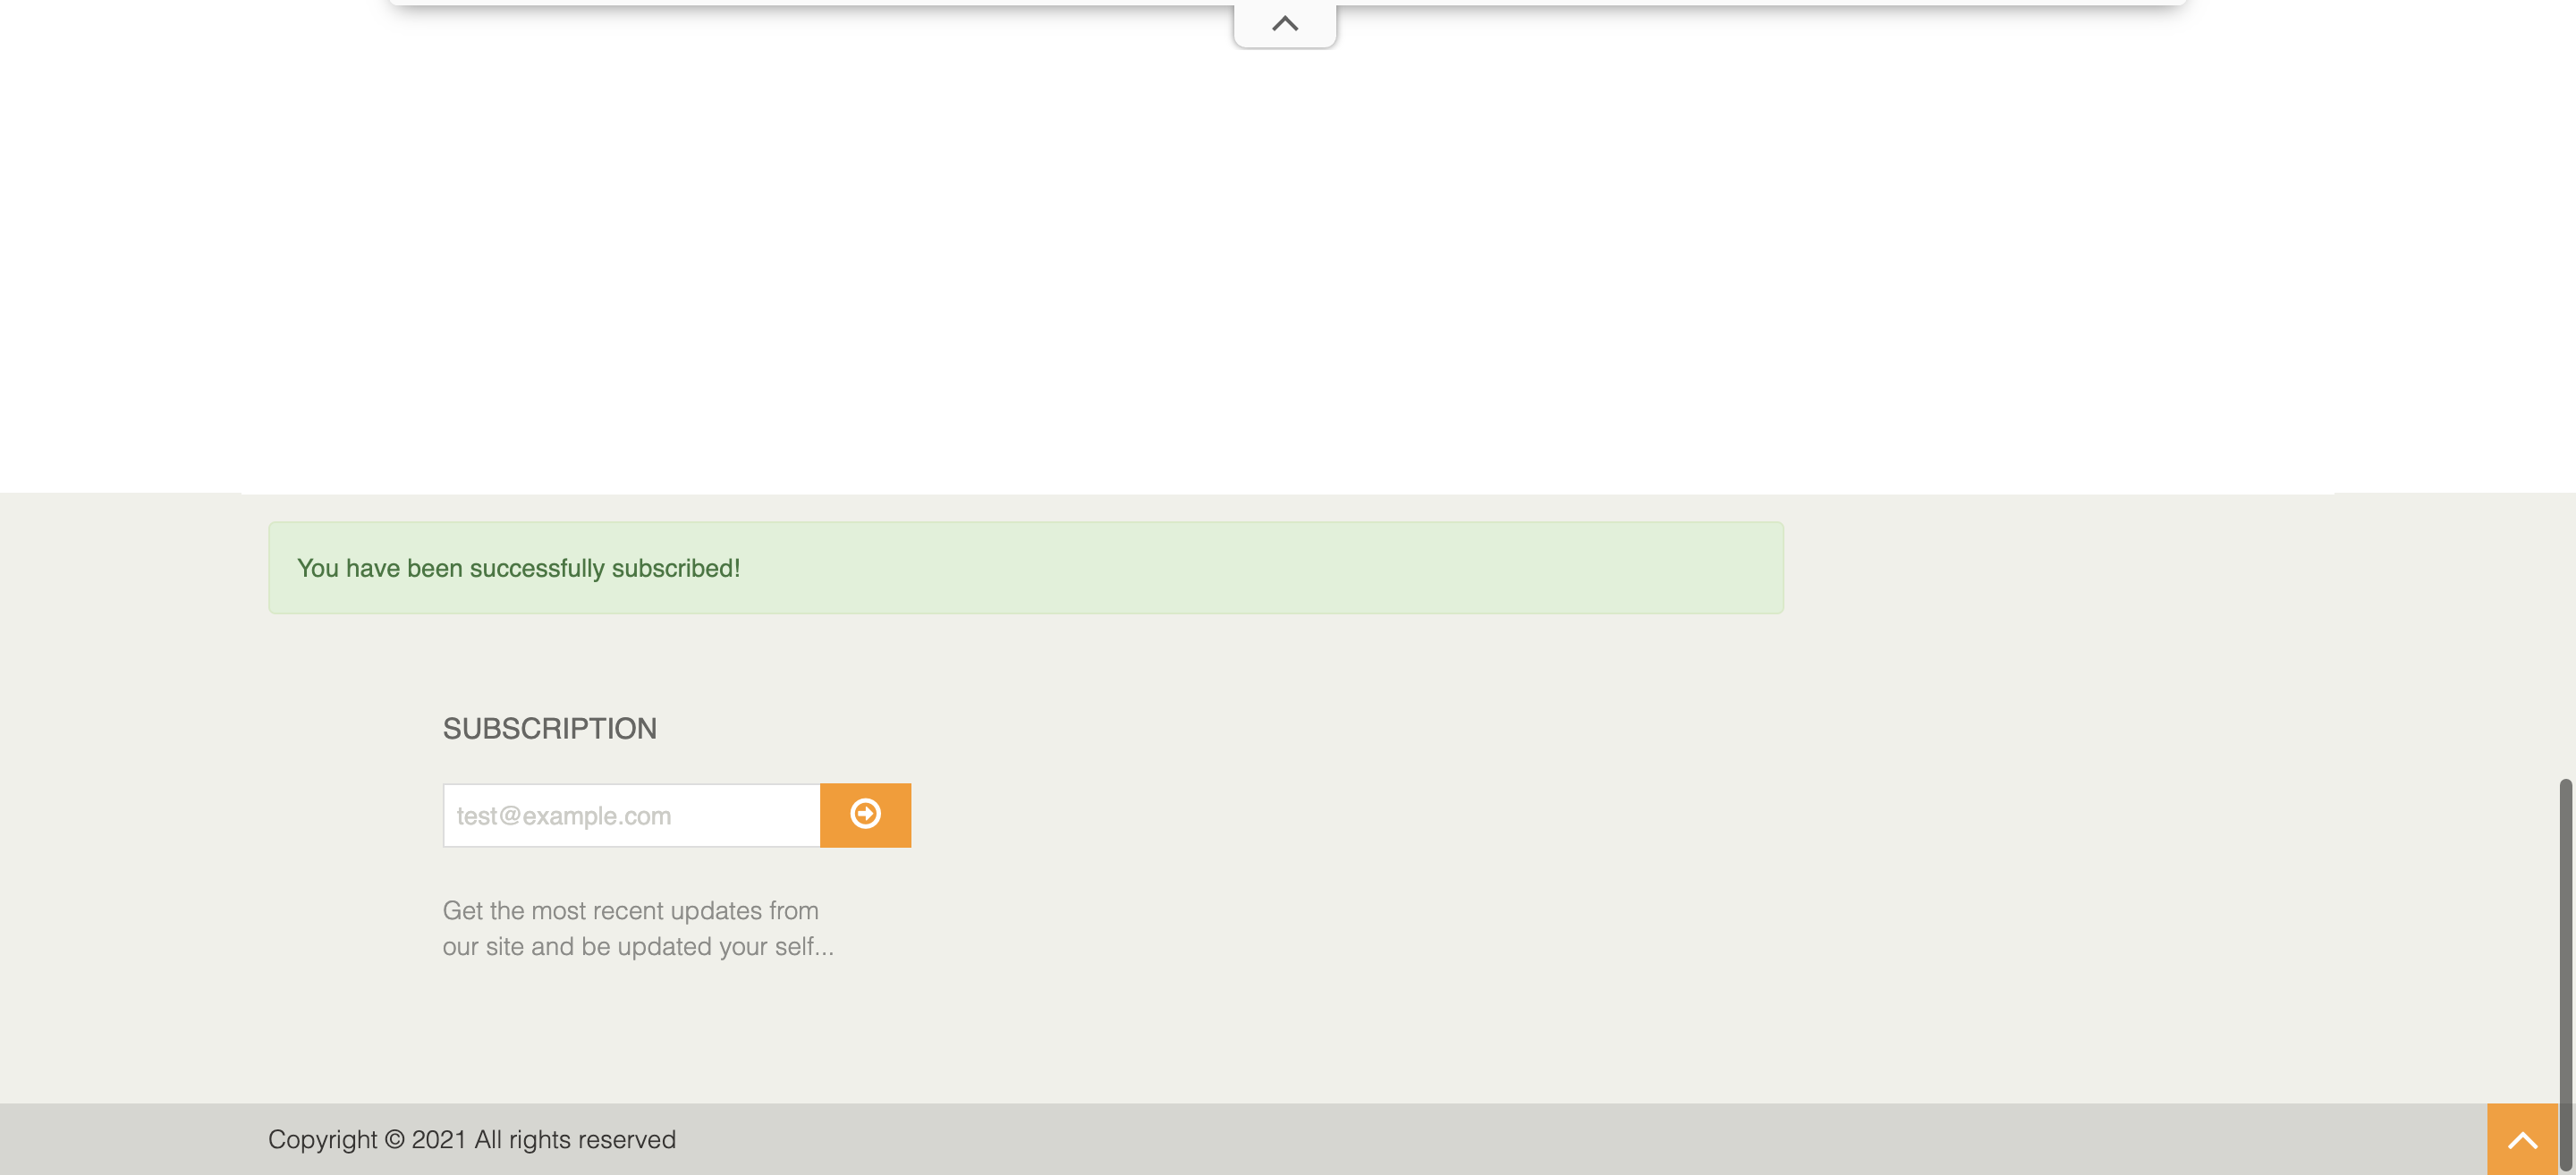 You have been successfully subscribed!
SUBSCRIPTION
test@example.com
Get the most recent updates from
our site and be updated your self...
Copyright © 2021 All rights reserved